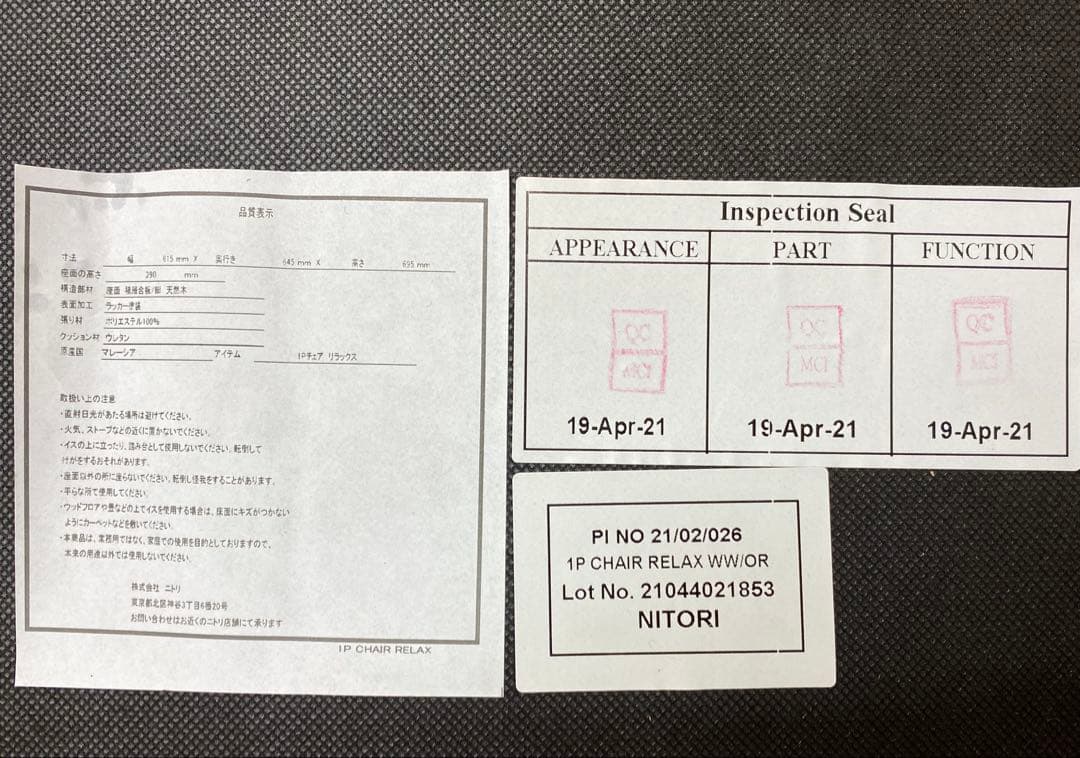 品質表示
寸法 幅 615 mm X 奥行き 645 mm X 高さ 695 mm
座面の高さ 290 mm
構造部材 座面 積層合板/脚 天然木
表面加工 ラッカー塗装
張り材 ポリエステル100%
クッション材 ウレタン
原産国 マレーシア アイテム 1Pチェア リラックス
取扱い上の注意
・直射日光があたる場所は避けてください。
・火気、ストーブなどの近くに置かないでください。
・イスの上に立ったり、踏み台として使用しないでください。転倒して
けがをするおそれがあります。
・座面以外の所に座らないでください。転倒し怪我をすることがあります。
・平らな所で使用してください。
・ウッドフロアや畳などの上でイスを使用する場合は、床面にキズがつかない
ようにカーペットなどを敷いてください。
・本商品は、業務用ではなく、家庭での使用を目的としておりますので、
本来の用途以外では使用しないでください。
株式会社 ニトリ
東京都北区神谷3丁目6番20号
お問い合わせはお近くのニトリ店舗にて承ります
1P CHAIR RELAX
Inspection Seal
APPEARANCE PART FUNCTION
QC QC QC
MCI MCI MCI
19-Apr-21 19-Apr-21 19-Apr-21
PI NO 21/02/026
1P CHAIR RELAX WW/OR
Lot No. 21044021853
NITORI